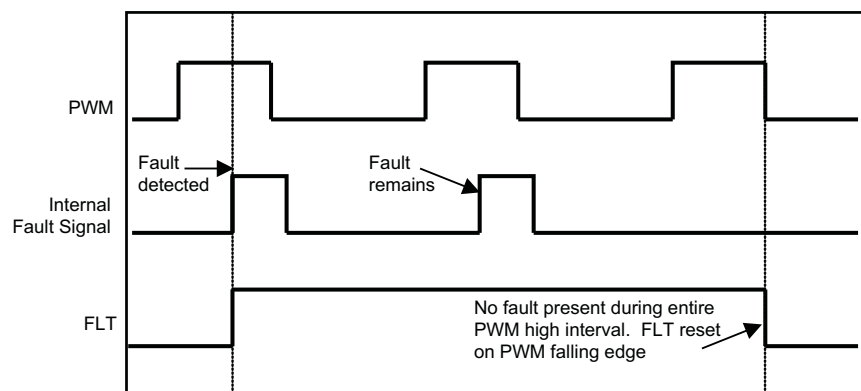 PWM
Fault
detected
Fault
remains
Internal
Fault Signal
FLT
No fault present during entire
PWM high interval.  FLT reset
on PWM falling edge